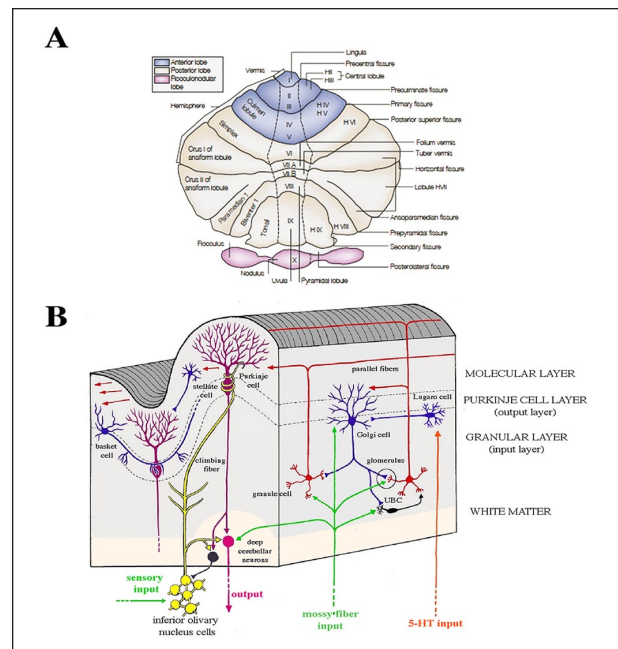 A
Anterior lobe
Posterior lobe
Flocculonodular
lobe
Vermis
Lingula
Precentral fissure
HII
HIII
Central lobule
Preculminate fissure
Primary fissure
Posterior superior fissure
Hemisphere
Culmen
lobule
Simplex
I
II
III
IV
V
H IV
H V
H VI
Crus I of
ansiform lobule
Crus II of
ansiform lobule
VI
VII A
VII B
VIII
IX
X
Folium vermis
Tuber vermis
Horizontal fissure
Lobule HVII
Ansoparamedian fissure
Paramedian 1
Biventer 1
Tonsil
H IX
H VIII
Prepyramidal fissure
Secondary fissure
Posterolateral fissure
Flocculus
Nodulus
Uvula
Pyramidal lobule
B
parallel fibers
MOLECULAR LAYER
PURKINJE CELL LAYER
(output layer)
GRANULAR LAYER
(input layer)
WHITE MATTER
stellate
cell
Purkinje
cell
basket
cell
climbing
fiber
Golgi cell
Lugaro cell
glomerulus
granule cell
UBC
deep
cerebellar
neurons
sensory
input
inferior olivary
nucleus cells
output
mossy fiber
input
5-HT input